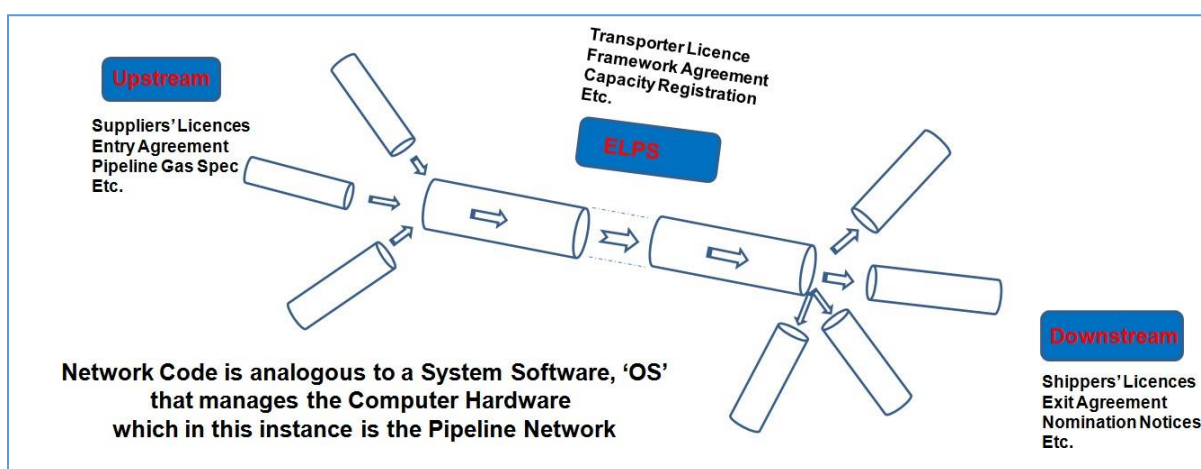 Upstream
Suppliers' Licences
Entry Agreement
Pipeline Gas Spec
Etc.
Transporter Licence
Framework Agreement
Capacity Registration
Etc.
ELPS
Downstream
Shippers' Licences
Exit Agreement
Nomination Notices
Etc.
Network Code is analogous to a System Software, ‘OS’
that manages the Computer Hardware
which in this instance is the Pipeline Network